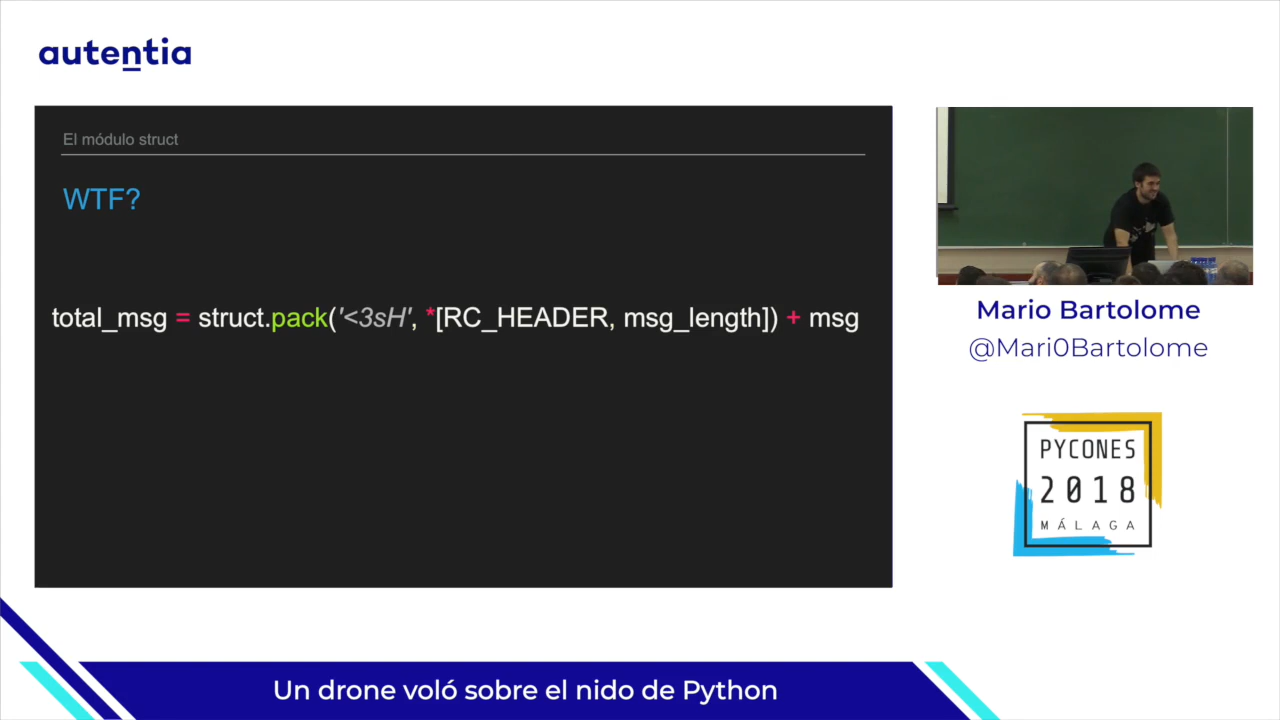 autentia
El módulo struct
WTF?
total_msg = struct.pack('<3sH', *[RC_HEADER, msg_length]) + msg
Mario Bartolome
@Mari0Bartolome
PYCONES
2018
MÁLAGA
Un drone voló sobre el nido de Python